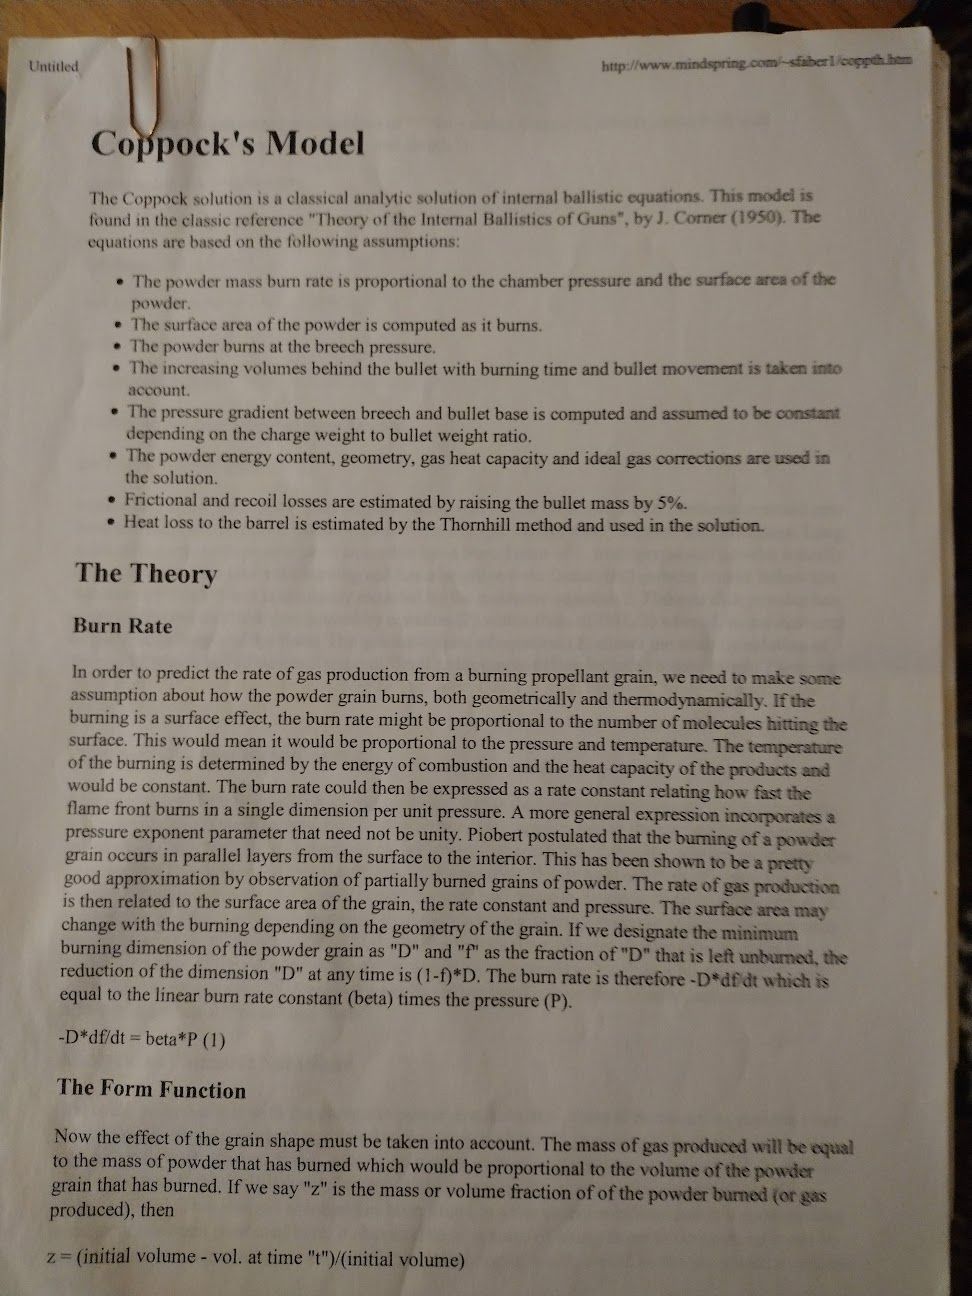 Untitled
http://www.mindspring.com/~sfaber1/coppth.htm
Coppock's Model
The Coppock solution is a classical analytic solution of internal ballistic equations. This model is
found in the classic reference "Theory of the Internal Ballistics of Guns", by J. Corner (1950). The
equations are based on the following assumptions:
• The powder mass burn rate is proportional to the chamber pressure and the surface area of the
powder.
• The surface area of the powder is computed as it burns.
• The powder burns at the breech pressure.
• The increasing volumes behind the bullet with burning time and bullet movement is taken into
account.
• The pressure gradient between breech and bullet base is computed and assumed to be constant
depending on the charge weight to bullet weight ratio.
• The powder energy content, geometry, gas heat capacity and ideal gas corrections are used in
the solution.
• Frictional and recoil losses are estimated by raising the bullet mass by 5%.
• Heat loss to the barrel is estimated by the Thornhill method and used in the solution.
The Theory
Burn Rate
In order to predict the rate of gas production from a burning propellant grain, we need to make some
assumption about how the powder grain burns, both geometrically and thermodynamically. If the
burning is a surface effect, the burn rate might be proportional to the number of molecules hitting the
surface. This would mean it would be proportional to the pressure and temperature. The temperature
of the burning is determined by the energy of combustion and the heat capacity of the products and
would be constant. The burn rate could then be expressed as a rate constant relating how fast the
flame front burns in a single dimension per unit pressure. A more general expression incorporates a
pressure exponent parameter that need not be unity. Piobert postulated that the burning of a powder
grain occurs in parallel layers from the surface to the interior. This has been shown to be a pretty
good approximation by observation of partially burned grains of powder. The rate of gas production
is then related to the surface area of the grain, the rate constant and pressure. The surface area may
change with the burning depending on the geometry of the grain. If we designate the minimum
burning dimension of the powder grain as "D" and "f" as the fraction of "D" that is left unburned, the
reduction of the dimension "D" at any time is (1-f)*D. The burn rate is therefore -D*df/dt which is
equal to the linear burn rate constant (beta) times the pressure (P).
-D*df/dt = beta*P (1)
The Form Function
Now the effect of the grain shape must be taken into account. The mass of gas produced will be equal
to the mass of powder that has burned which would be proportional to the volume of the powder
grain that has burned. If we say "z" is the mass or volume fraction of of the powder burned (or gas
produced), then
z = (initial volume - vol. at time "t")/(initial volume)